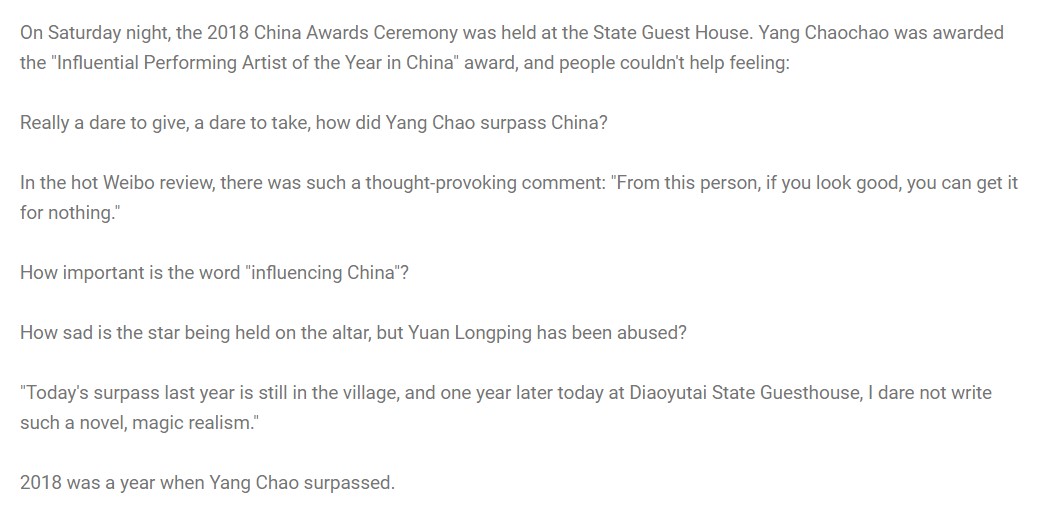 On Saturday night, the 2018 China Awards Ceremony was held at the State Guest House. Yang Chaochao was awarded
the "Influential Performing Artist of the Year in China" award, and people couldn't help feeling:
Really a dare to give, a dare to take, how did Yang Chao surpass China?
In the hot Weibo review, there was such a thought-provoking comment: "From this person, if you look good, you can get it
for nothing."
How important is the word "influencing China"?
How sad is the star being held on the altar, but Yuan Longping has been abused?
"Today's surpass last year is still in the village, and one year later today at Diaoyutai State Guesthouse, I dare not write
such a novel, magic realism."
2018 was a year when Yang Chao surpassed.